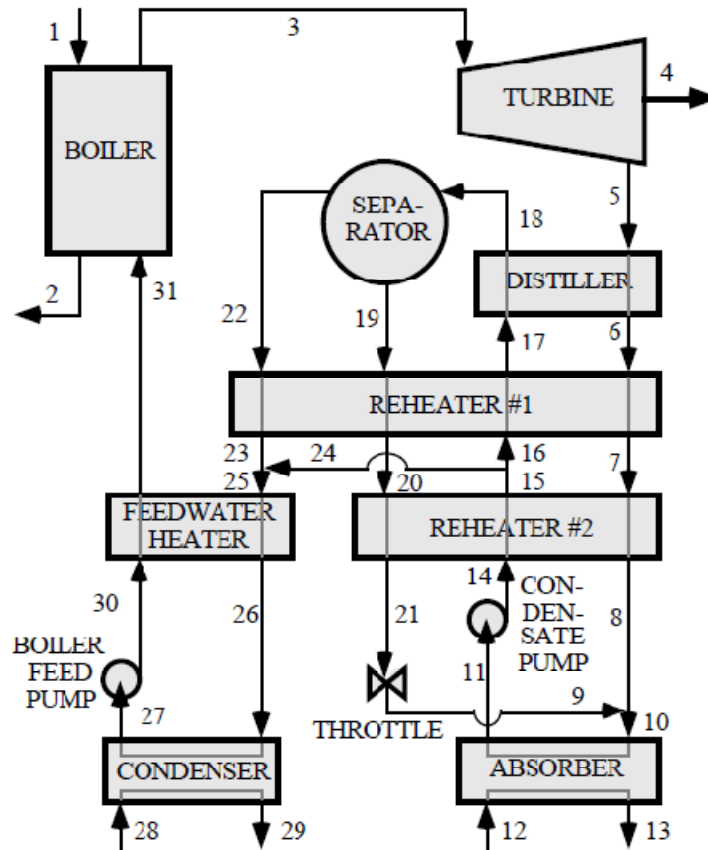 1
3
4
BOILER
TURBINE
SEPA-
RATOR
18
5
2
31
DISTILLER
22
19
17
6
REHEATER #1
23
24
16
7
25
20
15
FEEDWATER
HEATER
REHEATER #2
30
26
21
14
CON-
DEN-
SATE
PUMP
8
BOILER
FEED
PUMP
11
27
THROTTLE
9
10
CONDENSER
ABSORBER
28
29
12
13